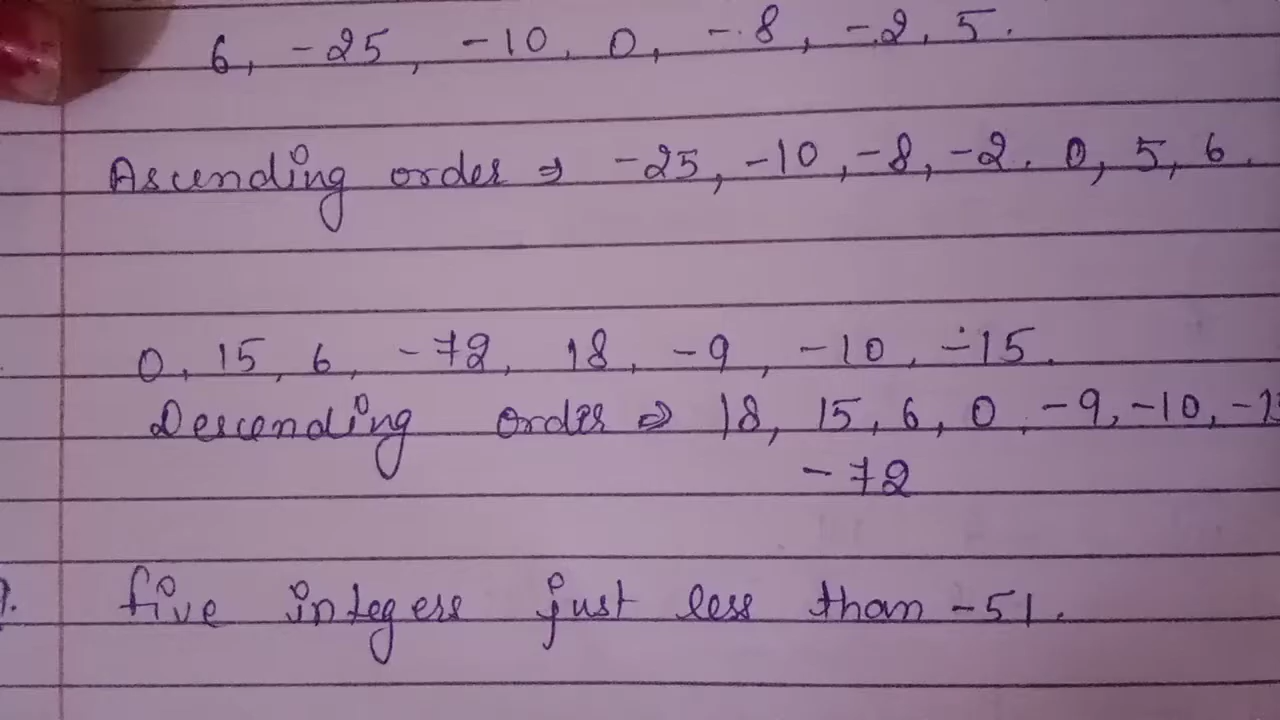 6, -25, -10, 0, -8, -2, 5.
Ascending order ⇒ -25, -10, -8, -2. 0, 5, 6.
0, 15, 6, -72, 18, -9, -10, -15.
Descending order ⇒ 18, 15, 6, 0, -9, -10,
-72
five integers just less than -51.